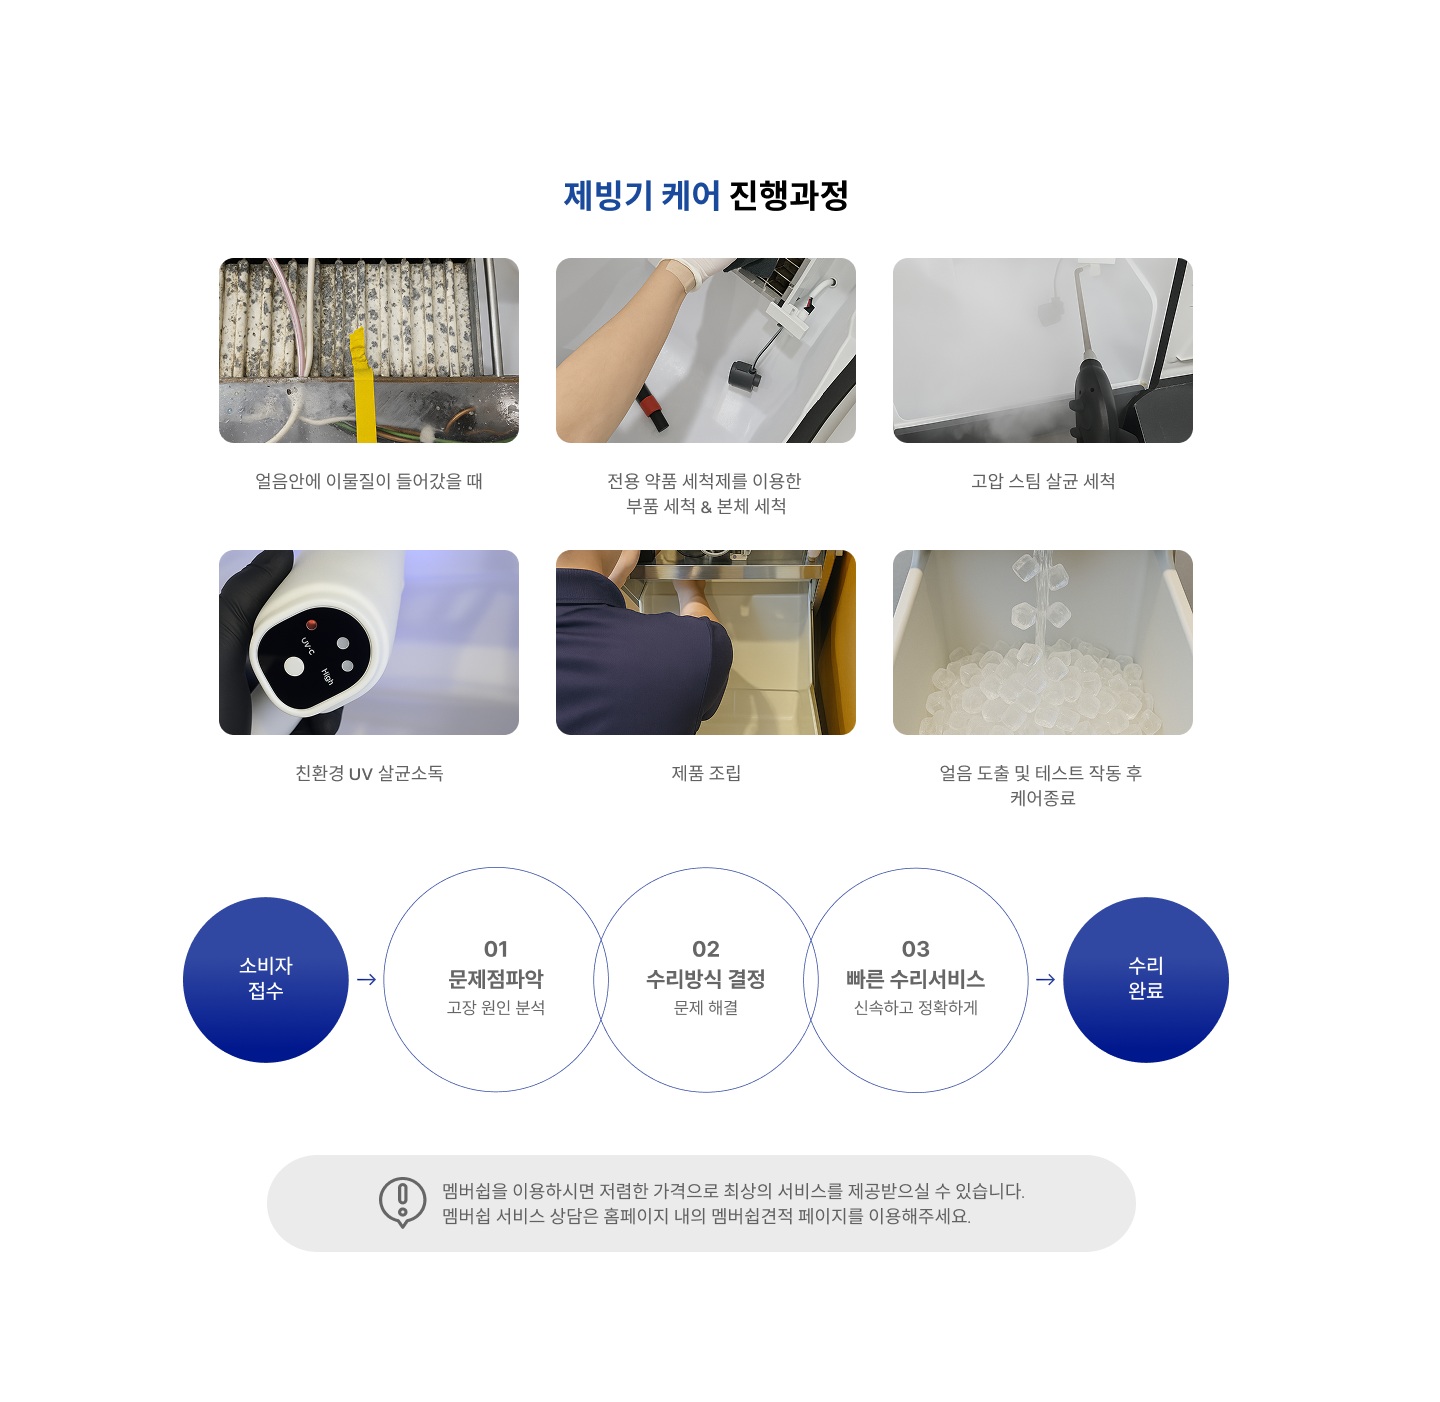 제빙기 케어 진행과정
얼음안에 이물질이 들어갔을 때
전용 약품 세척제를 이용한
부품 세척 & 본체 세척
고압 스팀 살균 세척
UV-C
High
친환경 UV 살균소독
제품 조립
얼음 도출 및 테스트 작동 후
케어종료
소비자
접수
→
01
문제점파악
고장 원인 분석
02
수리방식 결정
문제 해결
03
빠른 수리서비스
신속하고 정확하게
→
수리
완료
멤버쉽을 이용하시면 저렴한 가격으로 최상의 서비스를 제공받으실 수 있습니다.
멤버쉽 서비스 상담은 홈페이지 내의 멤버쉽견적 페이지를 이용해주세요.